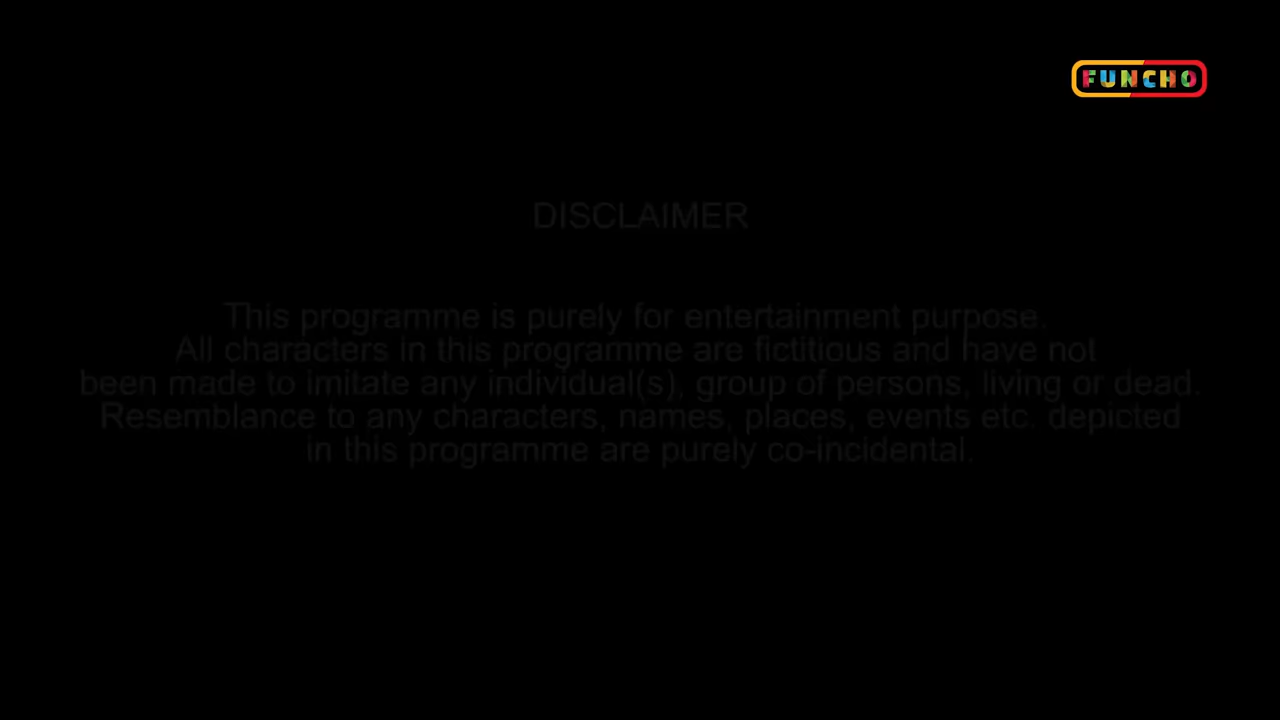 FUNCHO
DISCLAIMER
This programme is purely for entertainment purpose.
All characters in this programme are fictitious and have not
been made to imitate any individual(s), group of persons, living or dead.
Resemblance to any characters, names, places, events etc. depicted
in this programme are purely co-incidental.